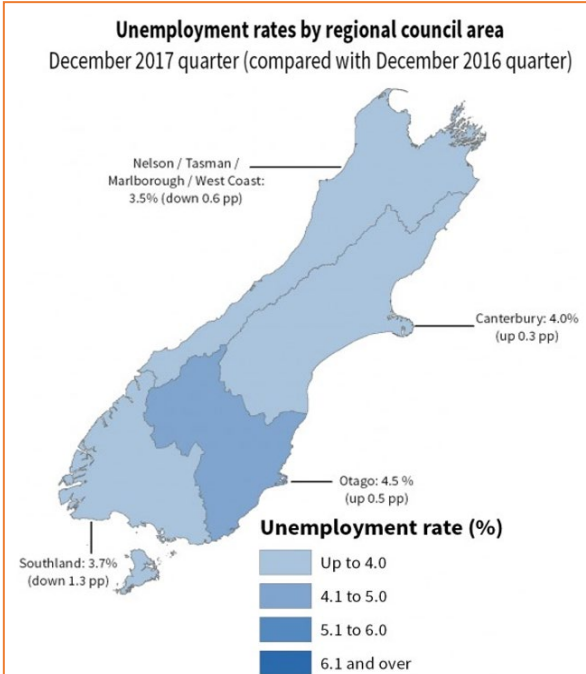 Unemployment rates by regional council area
December 2017 quarter (compared with December 2016 quarter)
Nelson / Tasman /
Marlborough / West Coast:
3.5% (down 0.6 pp)
Canterbury: 4.0%
(up 0.3 pp)
Otago: 4.5 %
(up 0.5 pp)
Southland: 3.7%
(down 1.3 pp)
Unemployment rate (%)
Up to 4.0
4.1 to 5.0
5.1 to 6.0
6.1 and over